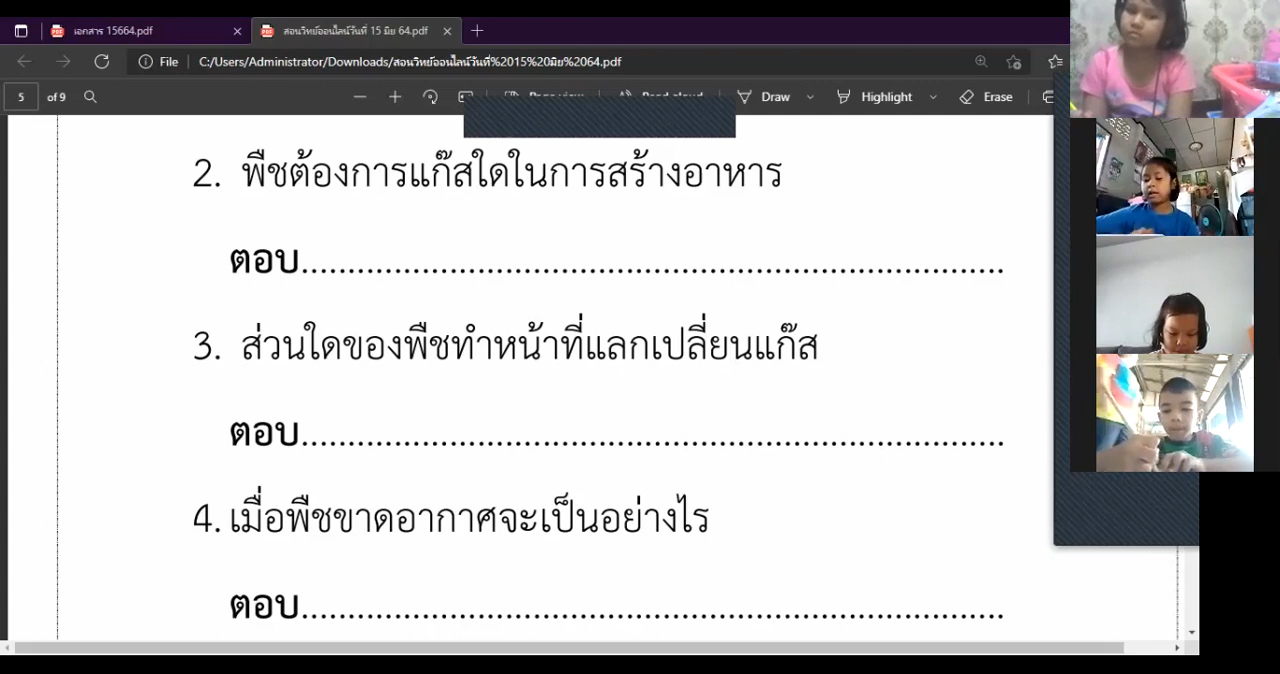 เอกสาร 15664.pdf
สอนวิทย์ออนไลน์วันที่ 15 มิย 64.pdf
File C:/Users/Administrator/Downloads/สอนวิทย์ออนไลน์วันที่%2015%20มิย%2064.pdf
5 of 9 Page view Read aloud Draw Highlight Erase
2. พืชต้องการแก๊สใดในการสร้างอาหาร
ตอบ............................................................................
3. ส่วนใดของพืชทำหน้าที่แลกเปลี่ยนแก๊ส
ตอบ............................................................................
4. เมื่อพืชขาดอากาศจะเป็นอย่างไร
ตอบ............................................................................